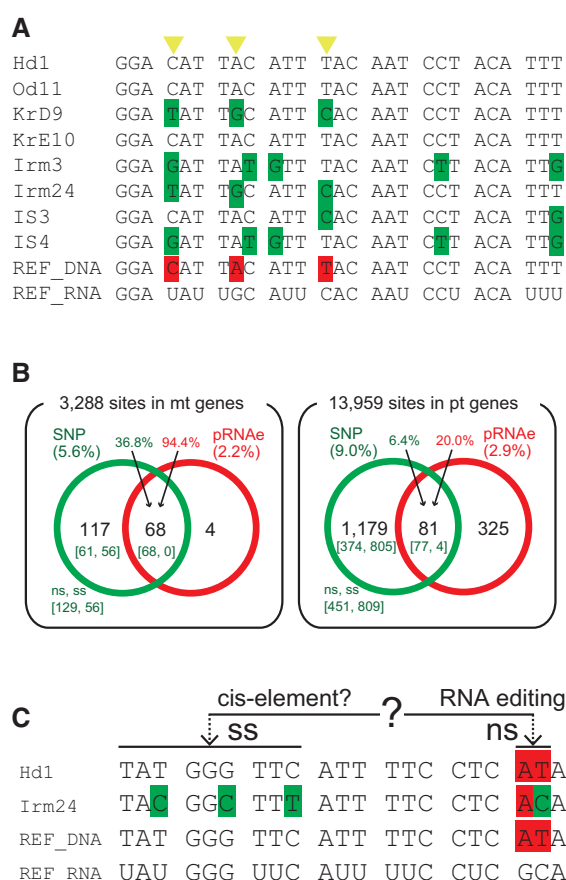 A
Hd1 GGA CAT TAC ATT TAC AAT CCT ACA TTT
Od11 GGA CAT TAC ATT TAC AAT CCT ACA TTT
KrD9 GGA TAT TGC ATT CAC AAT CCT ACA TTT
KrE10 GGA CAT TAC ATT TAC AAT CCT ACA TTT
Irm3 GGA GAT TAT GTT TAC AAT CTT ACA TTG
Irm24 GGA TAT TGC ATT CAC AAT CCT ACA TTT
IS3 GGA CAT TAC ATT CAC AAT CCT ACA TTG
IS4 GGA GAT TAT GTT TAC AAT CTT ACA TTG
REF_DNA GGA CAT TAC ATT TAC AAT CCT ACA TTT
REF_RNA GGA UAU UGC AUU CAC AAU CCU ACA UUU
B
3,288 sites in mt genes
SNP (5.6%)
36.8%
94.4%
pRNAe (2.2%)
117
[61, 56]
68
[68, 0]
4
ns, ss
[129, 56]
13,959 sites in pt genes
SNP (9.0%)
6.4%
20.0%
pRNAe (2.9%)
1,179
[374, 805]
81
[77, 4]
325
ns, ss
[451, 809]
C
cis-element? ? RNA editing
ss ns
Hd1 TAT GGG TTC ATT TTC CTC ATA
Irm24 TAC GGC TTT ATT TTC CTC ACA
REF_DNA TAT GGG TTC ATT TTC CTC ATA
REF_RNA UAU GGG UUC AUU UUC CUC GCA